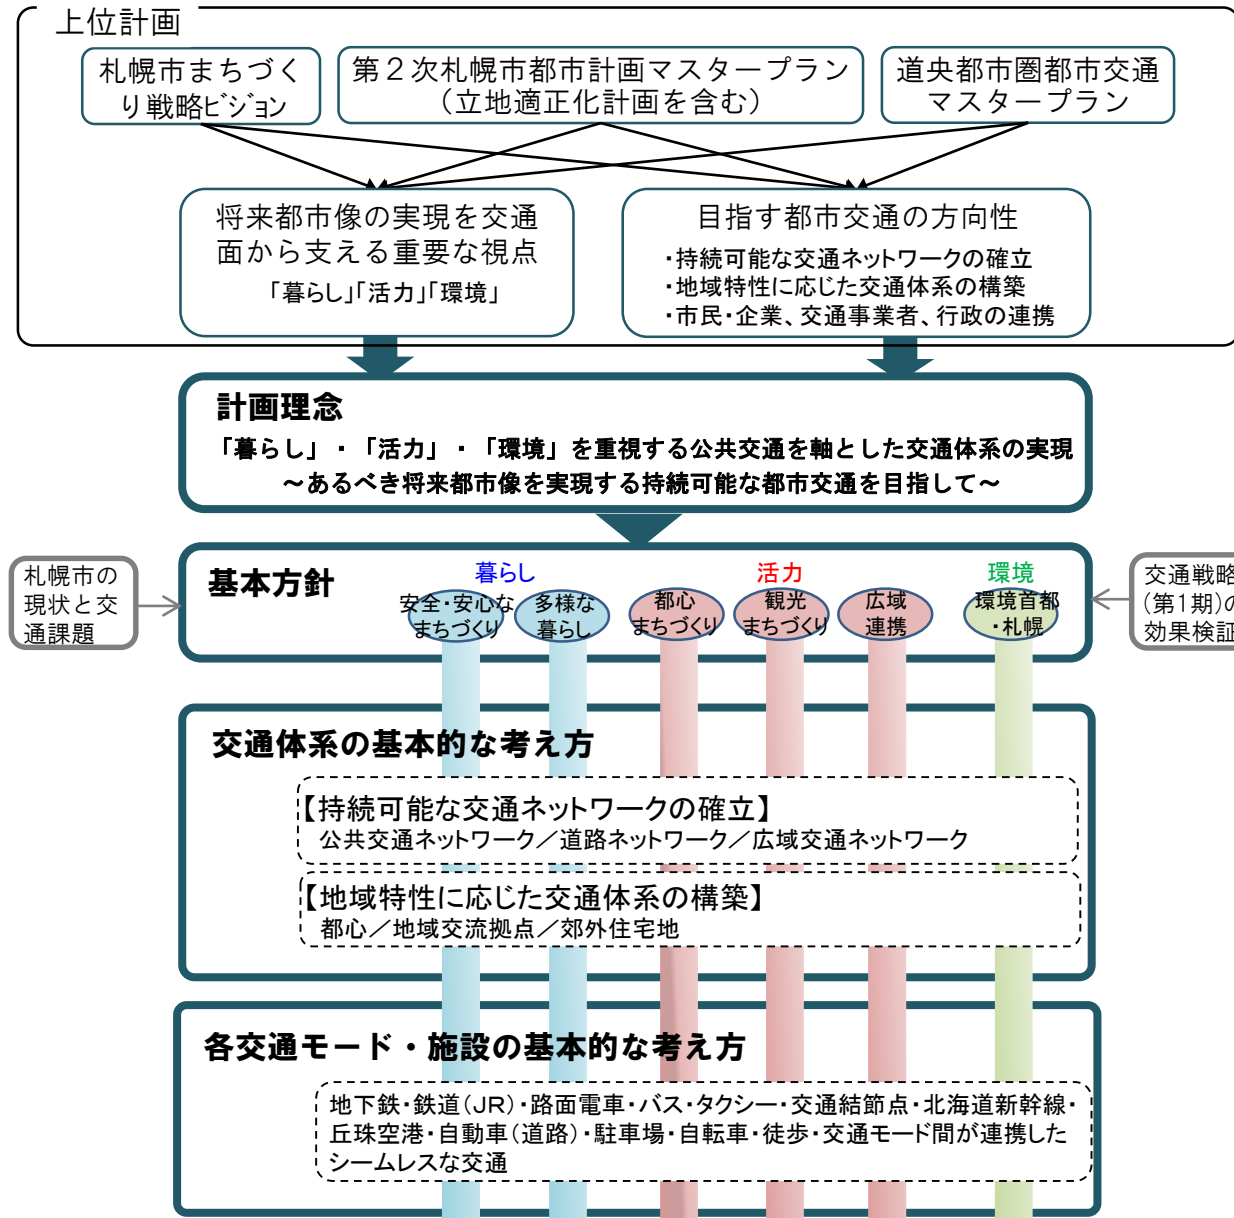 上位計画
札幌市まちづく
り戦略ビジョン
第２次札幌市都市計画マスタープラン
（立地適正化計画を含む）
道央都市圏都市交通
マスタープラン
将来都市像の実現を交通
面から支える重要な視点
「暮らし」「活力」「環境」
目指す都市交通の方向性
・持続可能な交通ネットワークの確立
・地域特性に応じた交通体系の構築
・市民・企業、交通事業者、行政の連携
計画理念
「暮らし」・「活力」・「環境」を重視する公共交通を軸とした交通体系の実現
～あるべき将来都市像を実現する持続可能な都市交通を目指して～
札幌市の
現状と交
通課題
基本方針
暮らし
安全・安心な
まちづくり
多様な
暮らし
活力
都心
まちづくり
観光
まちづくり
広域
連携
環境
環境首都
・札幌
交通戦略
(第1期)の
効果検証
交通体系の基本的な考え方
【持続可能な交通ネットワークの確立】
公共交通ネットワーク／道路ネットワーク／広域交通ネットワーク
【地域特性に応じた交通体系の構築】
都心／地域交流拠点／郊外住宅地
各交通モード・施設の基本的な考え方
地下鉄・鉄道（JR）・路面電車・バス・タクシー・交通結節点・北海道新幹線・
丘珠空港・自動車（道路）・駐車場・自転車・徒歩・交通モード間が連携した
シームレスな交通